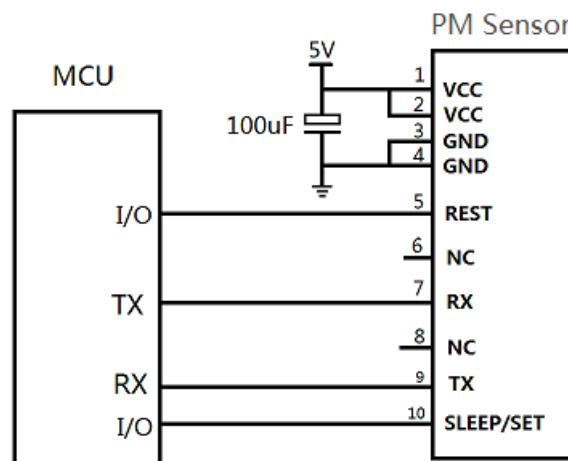 PM Sensor
5V
MCU
1 VCC
2 VCC
100uF
3 GND
4 GND
I/O 5 REST
6 NC
TX 7 RX
8 NC
RX 9 TX
I/O 10 SLEEP/SET